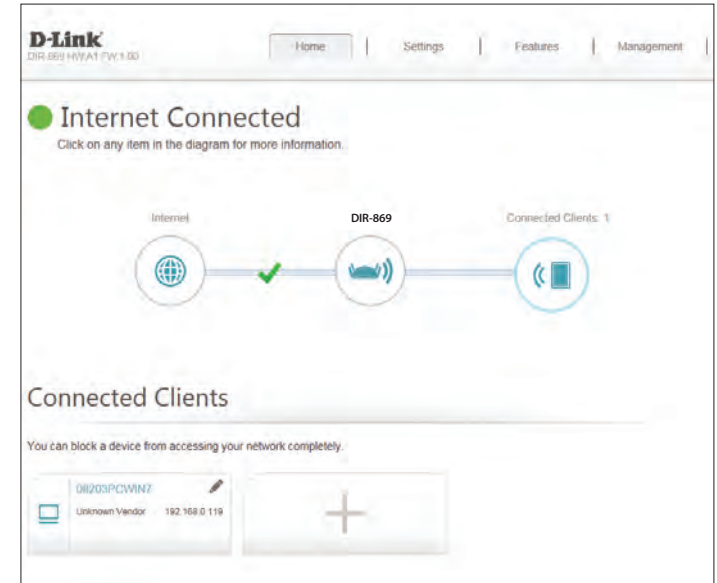 D-Link
DIR-869 HW:A1 FW:1.00
Home | Settings | Features | Management |
Internet Connected
Click on any item in the diagram for more information.
Internet DIR-869 Connected Clients: 1
Connected Clients
You can block a device from accessing your network completely.
08203PCWIN7
Unknown Vendor 192.168.0.119